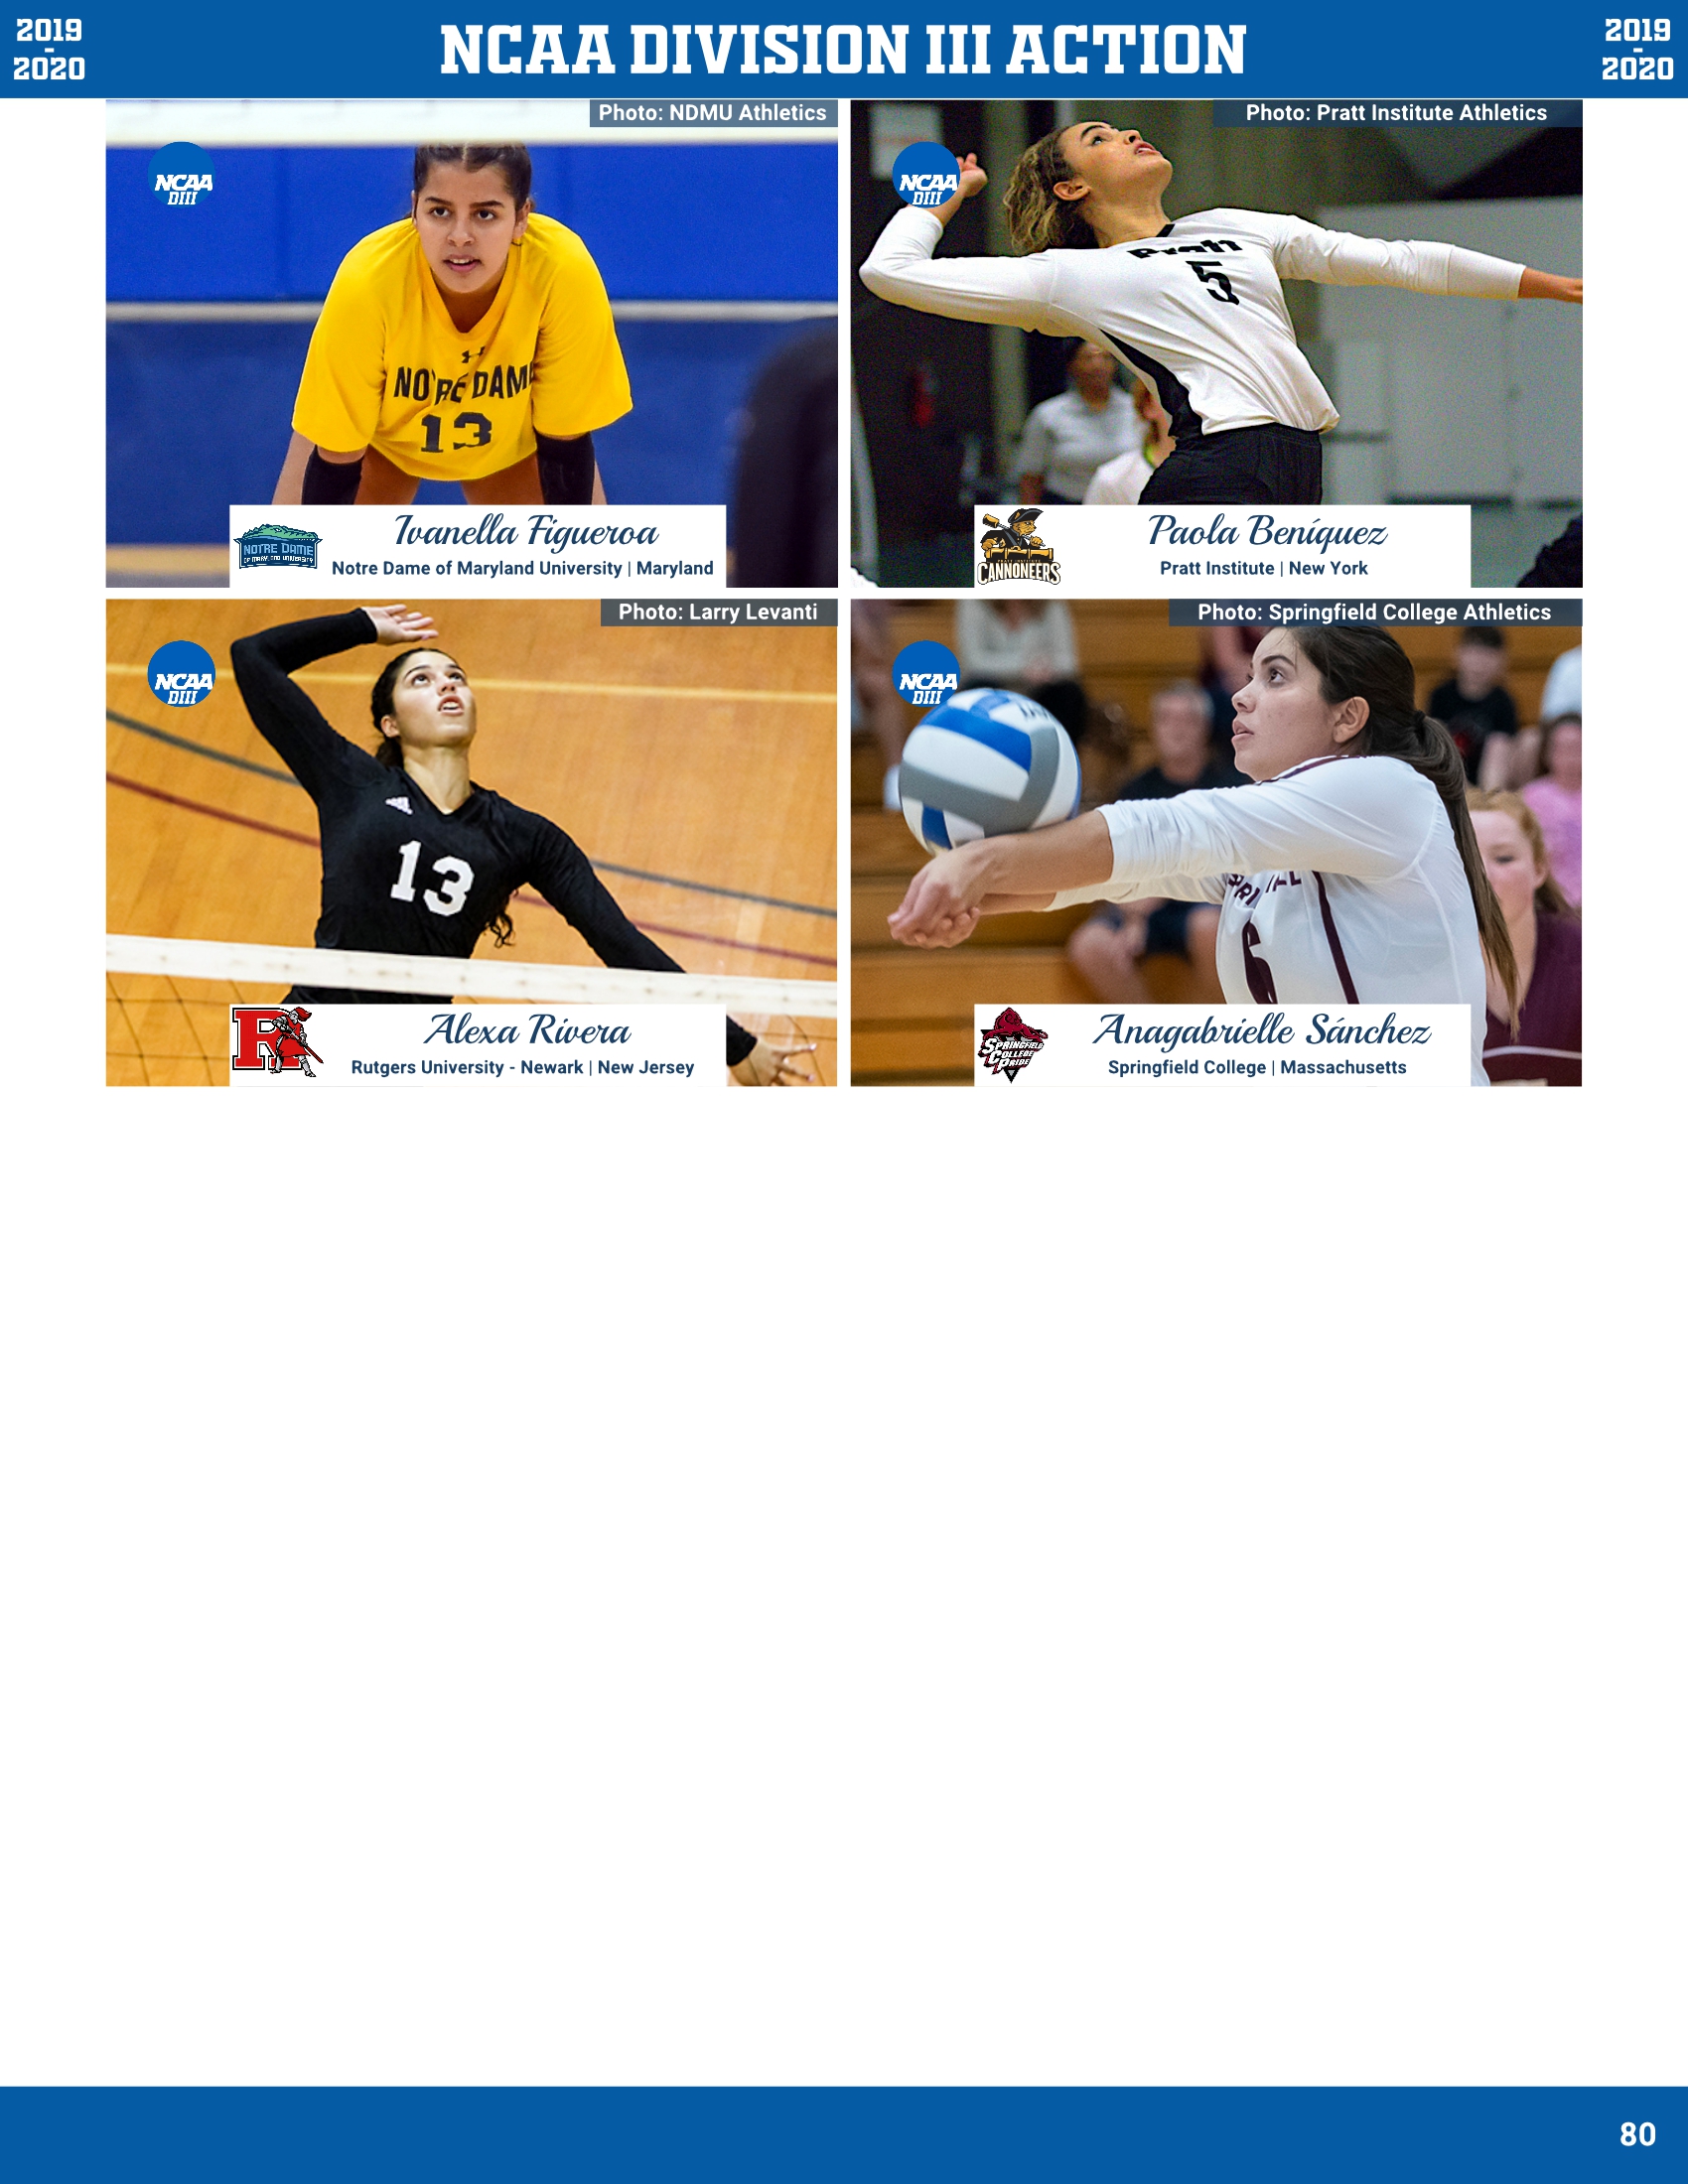 2019
-
2020
NCAA DIVISION III ACTION
2019
-
2020
Photo: NDMU Athletics
NCAA
DIII
NOTRE DAME
13
NOTRE DAME
OF MARYLAND UNIVERSITY
Ivanella Figueroa
Notre Dame of Maryland University | Maryland
Photo: Pratt Institute Athletics
NCAA
DIII
Pratt
5
CANNONEERS
Paola Beníquez
Pratt Institute | New York
Photo: Larry Levanti
NCAA
DIII
13
R
Alexa Rivera
Rutgers University - Newark | New Jersey
Photo: Springfield College Athletics
NCAA
DIII
6
SPRINGFIELD
COLLEGE
PRIDE
Anagabrielle Sánchez
Springfield College | Massachusetts
80